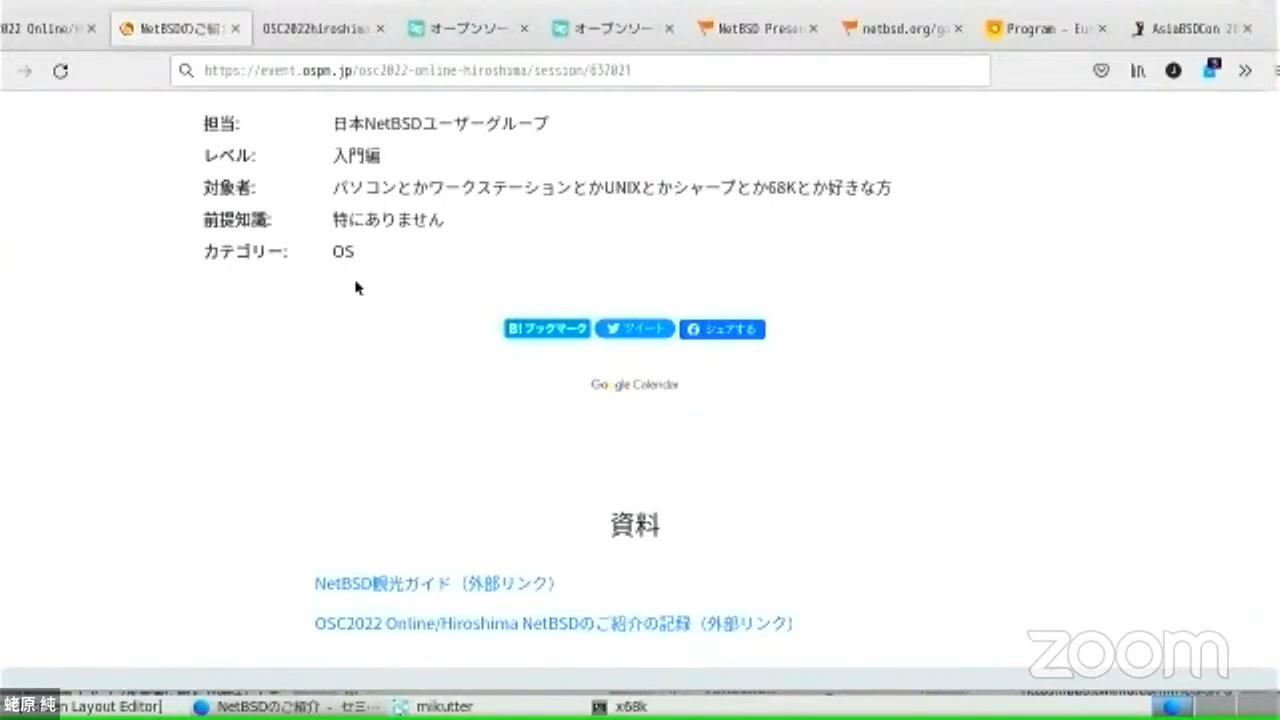 022 Online/H
NetBSDのご紹
OSC2022hiroshima
オープンソー
オープンソー
NetBSD Prese
netbsd.org/g
Program - Eu
AsiaBSDCon 2
https://event.ospn.jp/osc2022-online-hiroshima/session/637021
担当: 日本NetBSDユーザーグループ
レベル: 入門編
対象者: パソコンとかワークステーションとかUNIXとかシャープとか68Kとか好きな方
前提知識: 特にありません
カテゴリー: OS
B!ブックマーク ツイート シェアする
Google Calendar
資料
NetBSD観光ガイド（外部リンク）
OSC2022 Online/Hiroshima NetBSDのご紹介の記録（外部リンク）
zoom
蛯原 純
n Layout Editor] NetBSDのご紹介 - セミ… mikutter x68k